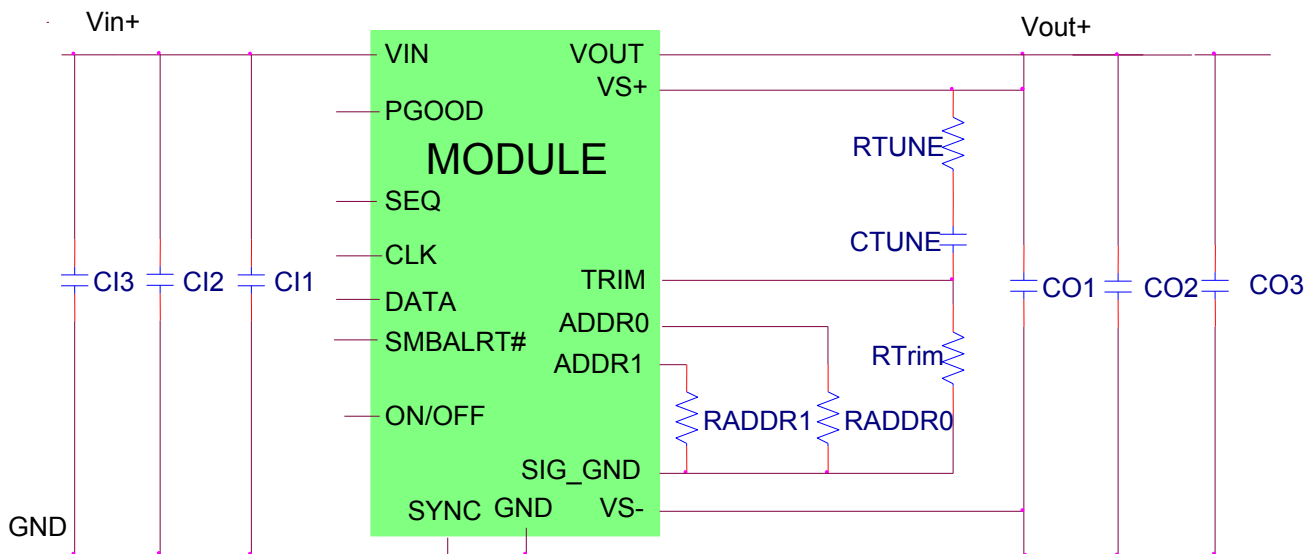 Vin+
Vout+
VIN
VOUT
VS+
PGOOD
RTUNE
MODULE
SEQ
CTUNE
CLK
TRIM
CI3
CI2
CI1
CO1
CO2
CO3
DATA
ADDR0
SMBALRT#
ADDR1
RTrim
ON/OFF
RADDR1
RADDR0
SIG_GND
SYNC
GND
VS-
GND